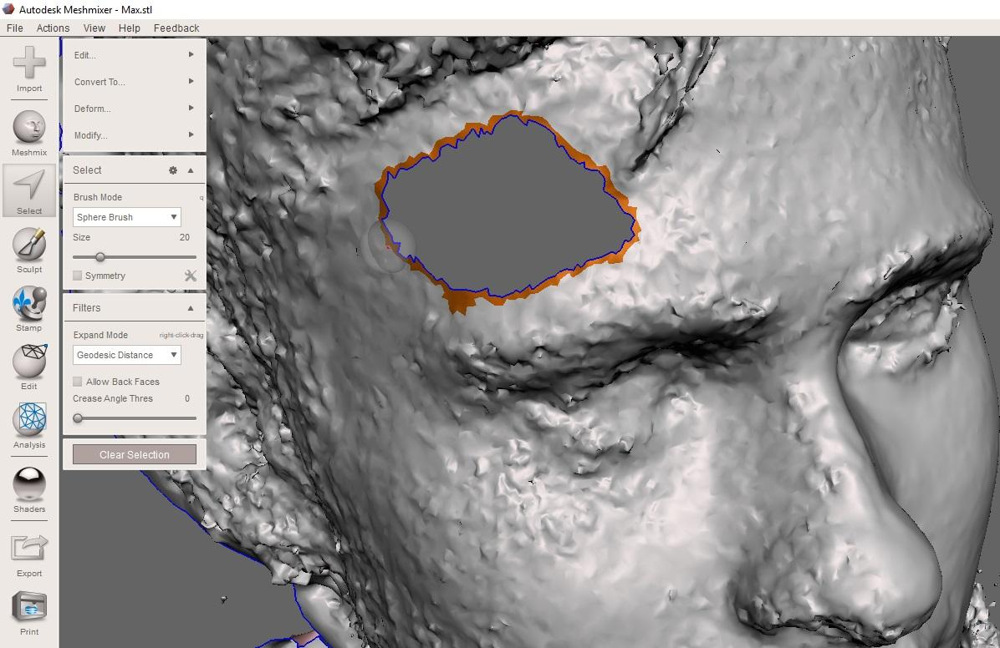 Autodesk Meshmixer - Max.stl
File Actions View Help Feedback
Import
Meshmix
Select
Sculpt
Stamp
Edit
Analysis
Shaders
Export
Print
Edit...
Convert To...
Deform...
Modify...
Select
Brush Mode q
Sphere Brush
Size 20
Symmetry
Filters
Expand Mode right-click-drag
Geodesic Distance
Allow Back Faces
Crease Angle Thres 0
Clear Selection